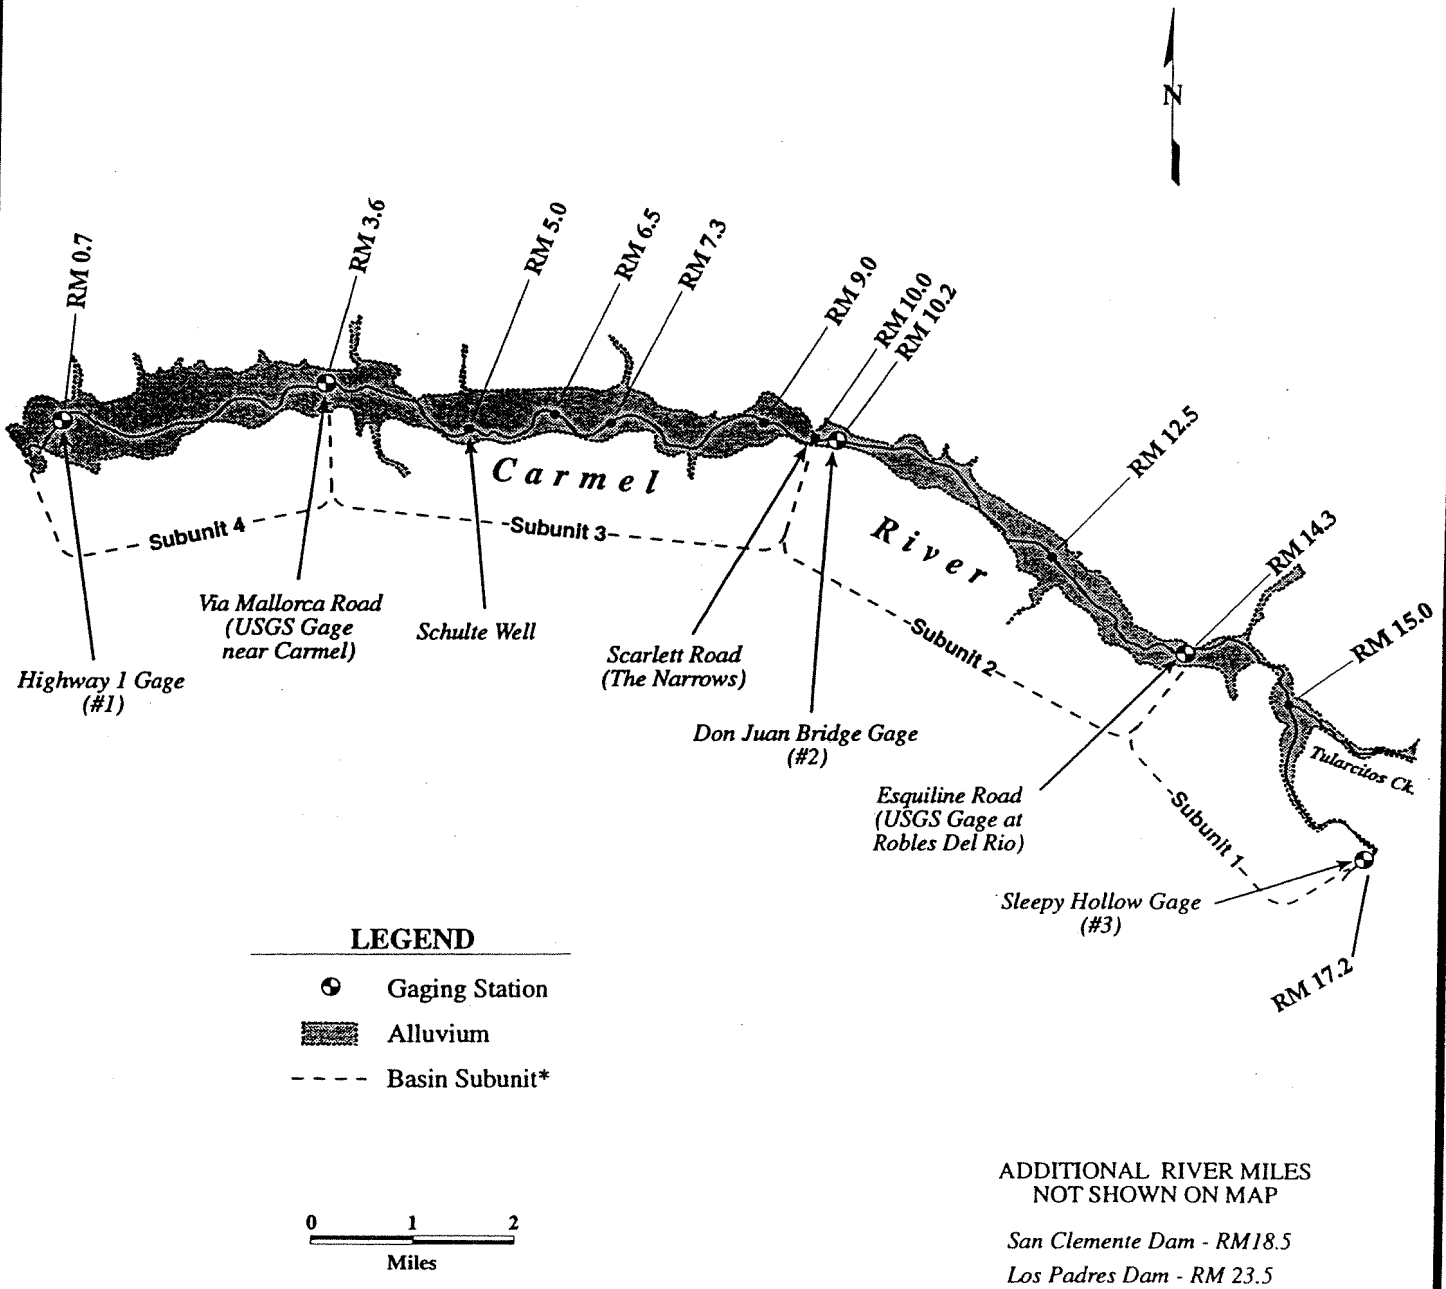 N
RM 0.7
RM 3.6
RM 5.0
RM 6.5
RM 7.3
RM 9.0
RM 10.0
RM 10.2
RM 12.5
RM 14.3
RM 15.0
Carmel
River
Subunit 4
Subunit 3
Subunit 2
Subunit 1
Tularcitos Ck.
Highway 1 Gage
(#1)
Via Mallorca Road
(USGS Gage
near Carmel)
Schulte Well
Scarlett Road
(The Narrows)
Don Juan Bridge Gage
(#2)
Esquiline Road
(USGS Gage at
Robles Del Rio)
Sleepy Hollow Gage
(#3)
RM 17.2
LEGEND
Gaging Station
Alluvium
Basin Subunit*
0 1 2
Miles
ADDITIONAL RIVER MILES
NOT SHOWN ON MAP
San Clemente Dam - RM18.5
Los Padres Dam - RM 23.5